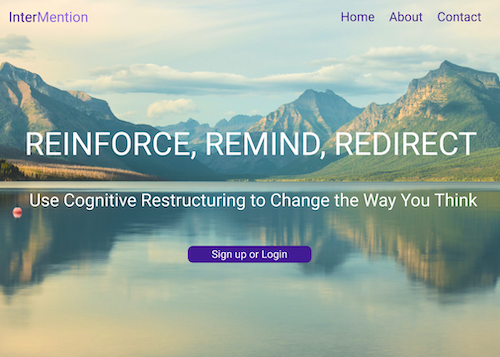 InterMention
Home About Contact
REINFORCE, REMIND, REDIRECT
Use Cognitive Restructuring to Change the Way You Think
Sign up or Login